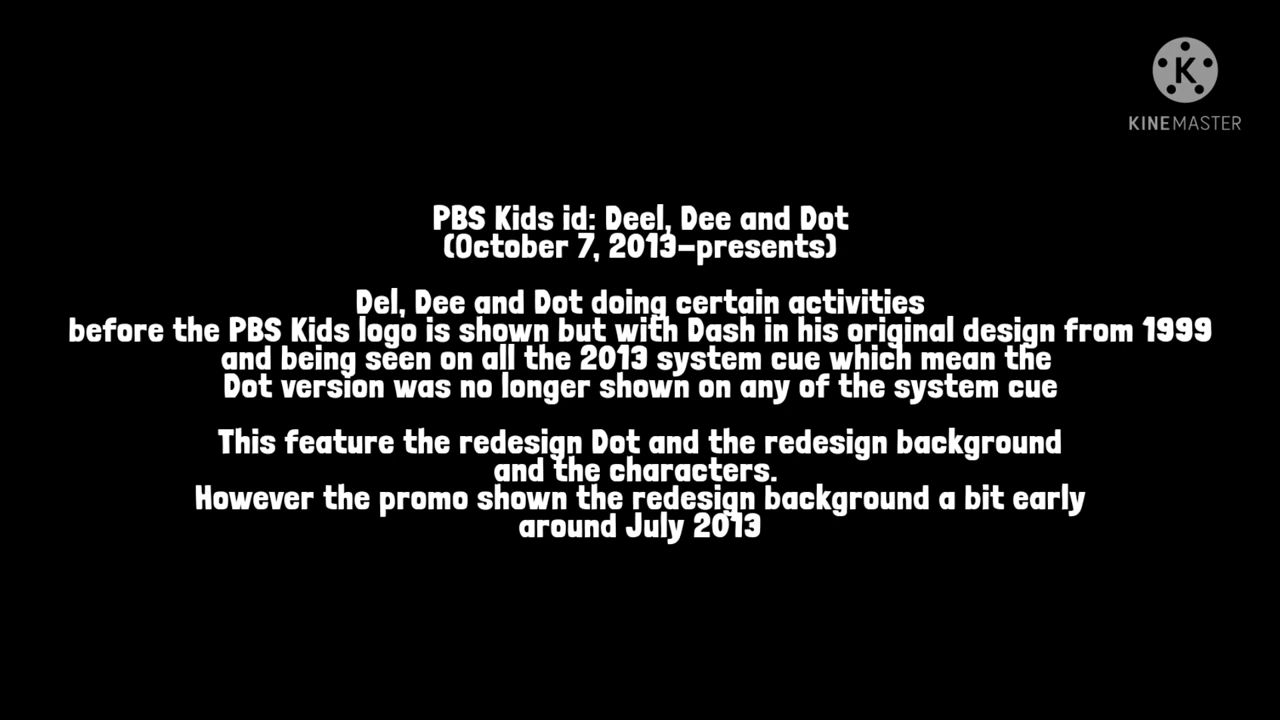 KINEMASTER
PBS Kids id: Deel, Dee and Dot
(October 7, 2013-presents)
Del, Dee and Dot doing certain activities
before the PBS Kids logo is shown but with Dash in his original design from 1999
and being seen on all the 2013 system cue which mean the
Dot version was no longer shown on any of the system cue
This feature the redesign Dot and the redesign background
and the characters.
However the promo shown the redesign background a bit early
around July 2013